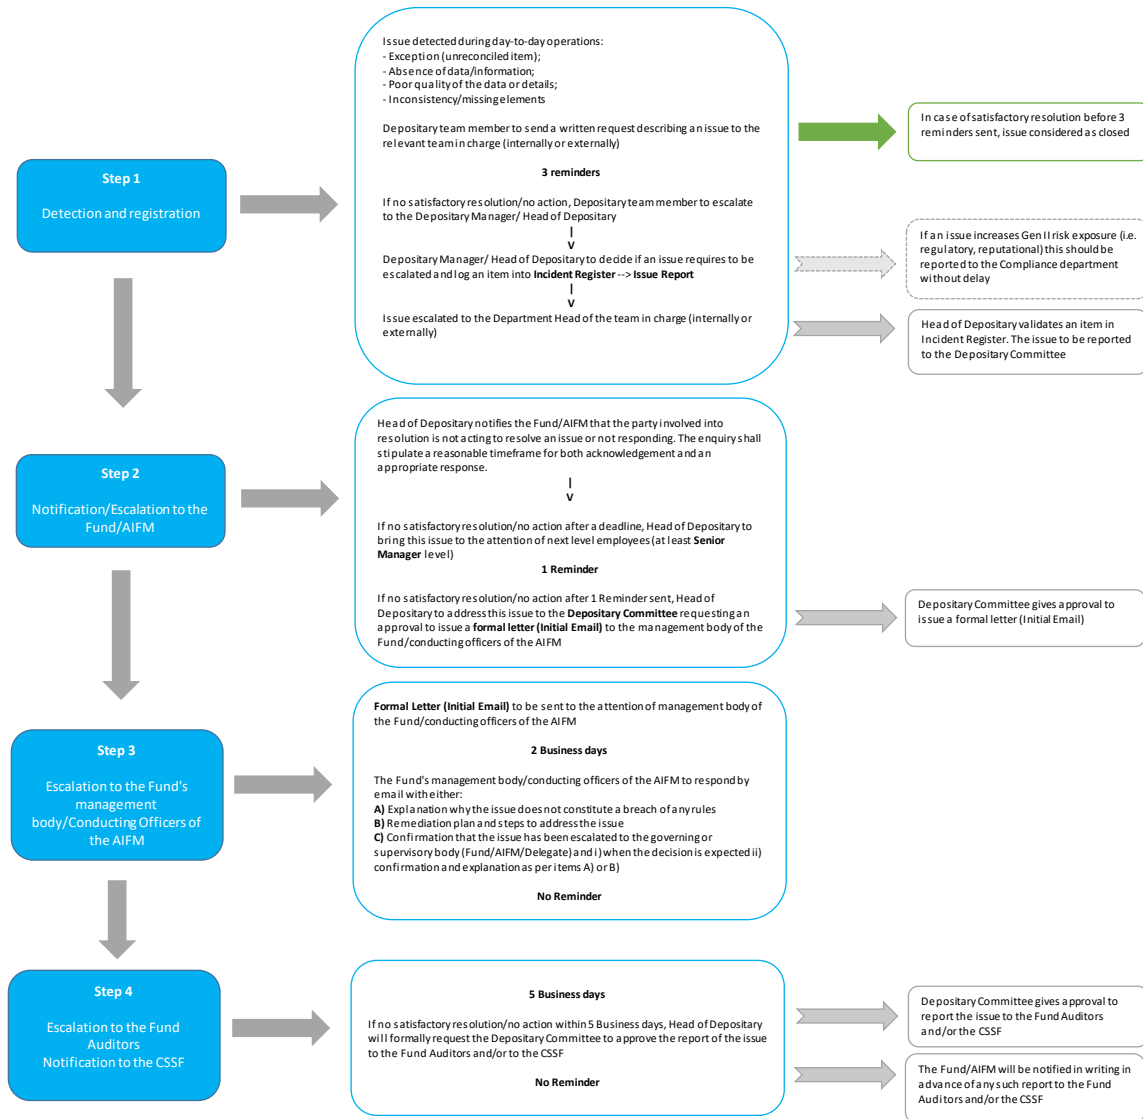 Step 1
Detection and registration
Issue detected during day-to-day operations:
- Exception (unreconciled item);
- Absence of data/information;
- Poor quality of the data or details;
- Inconsistency/missing elements
Depositary team member to send a written request describing an issue to the
relevant team in charge (internally or externally)
3 reminders
If no satisfactory resolution/no action, Depositary team member to escalate
to the Depositary Manager/ Head of Depositary
|
V
Depositary Manager/ Head of Depositary to decide if an issue requires to be
escalated and log an item into Incident Register --> Issue Report
|
V
Issue escalated to the Department Head of the team in charge (internally or
externally)
In case of satisfactory resolution before 3
reminders sent, issue considered as closed
If an issue increases Gen II risk exposure (i.e.
regulatory, reputational) this should be
reported to the Compliance department
without delay
Head of Depositary validates an item in
Incident Register. The issue to be reported
to the Depositary Committee
Step 2
Notification/Escalation to the
Fund/AIFM
Head of Depositary notifies the Fund/AIFM that the party involved into
resolution is not acting to resolve an issue or not responding. The enquiry shall
stipulate a reasonable timeframe for both acknowledgement and an
appropriate response.
|
V
If no satisfactory resolution/no action after a deadline, Head of Depositary to
bring this issue to the attention of next level employees (at least Senior
Manager level)
1 Reminder
If no satisfactory resolution/no action after 1 Reminder sent, Head of
Depositary to address this issue to the Depositary Committee requesting an
approval to issue a formal letter (Initial Email) to the management body of the
Fund/conducting officers of the AIFM
Depositary Committee gives approval to
issue a formal letter (Initial Email)
Step 3
Escalation to the Fund's
management
body/Conducting Officers of
the AIFM
Formal Letter (Initial Email) to be sent to the attention of management body of
the Fund/conducting officers of the AIFM
2 Business days
The Fund's management body/conducting officers of the AIFM to respond by
email with either:
A) Explanation why the issue does not constitute a breach of any rules
B) Remediation plan and steps to address the issue
C) Confirmation that the issue has been escalated to the governing or
supervisory body (Fund/AIFM/Delegate) and i) when the decision is expected ii)
confirmation and explanation as per items A) or B)
No Reminder
Step 4
Escalation to the Fund
Auditors
Notification to the CSSF
5 Business days
If no satisfactory resolution/no action within 5 Business days, Head of Depositary
will formally request the Depositary Committee to approve the report of the issue
to the Fund Auditors and/or to the CSSF
No Reminder
Depositary Committee gives approval to
report the issue to the Fund Auditors
and/or the CSSF
The Fund/AIFM will be notified in writing in
advance of any such report to the Fund
Auditors and/or the CSSF